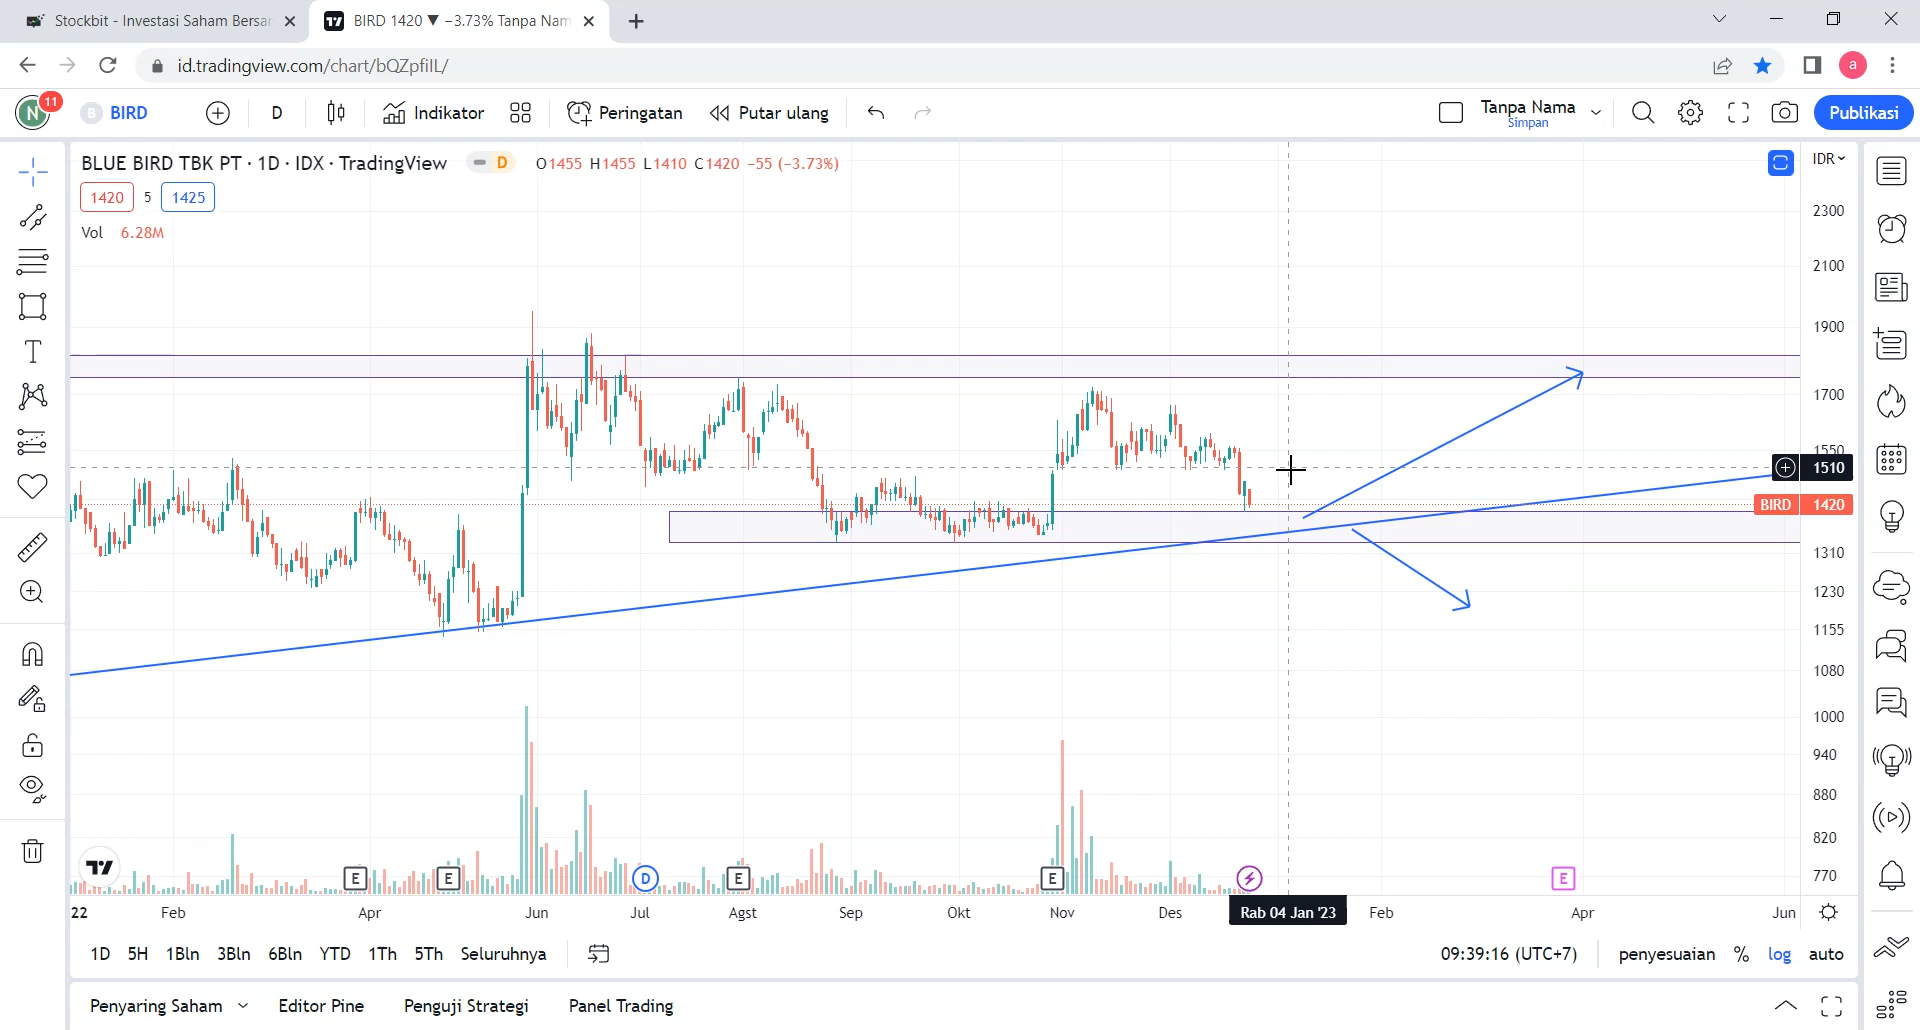 Stockbit - Investasi Saham Bersar
BIRD 1420 ▼ −3.73% Tanpa Nam
id.tradingview.com/chart/bQZpfiIL/
a
N
11
B
BIRD
D
Indikator
Peringatan
Putar ulang
Tanpa Nama
Simpan
Publikasi
BLUE BIRD TBK PT · 1D · IDX · TradingView
D
O1455 H1455 L1410 C1420 −55 (−3.73%)
IDR
1420
5
1425
Vol 6.28M
2300
2100
1900
1700
1550
1510
BIRD 1420
1310
1230
1155
1080
1000
940
880
820
770
E
E
D
E
E
E
22
Feb
Apr
Jun
Jul
Agst
Sep
Okt
Nov
Des
Rab 04 Jan '23
Feb
Apr
Jun
1D 5H 1Bln 3Bln 6Bln YTD 1Th 5Th Seluruhnya
09:39:16 (UTC+7)
penyesuaian % log auto
Penyaring Saham
Editor Pine
Penguji Strategi
Panel Trading